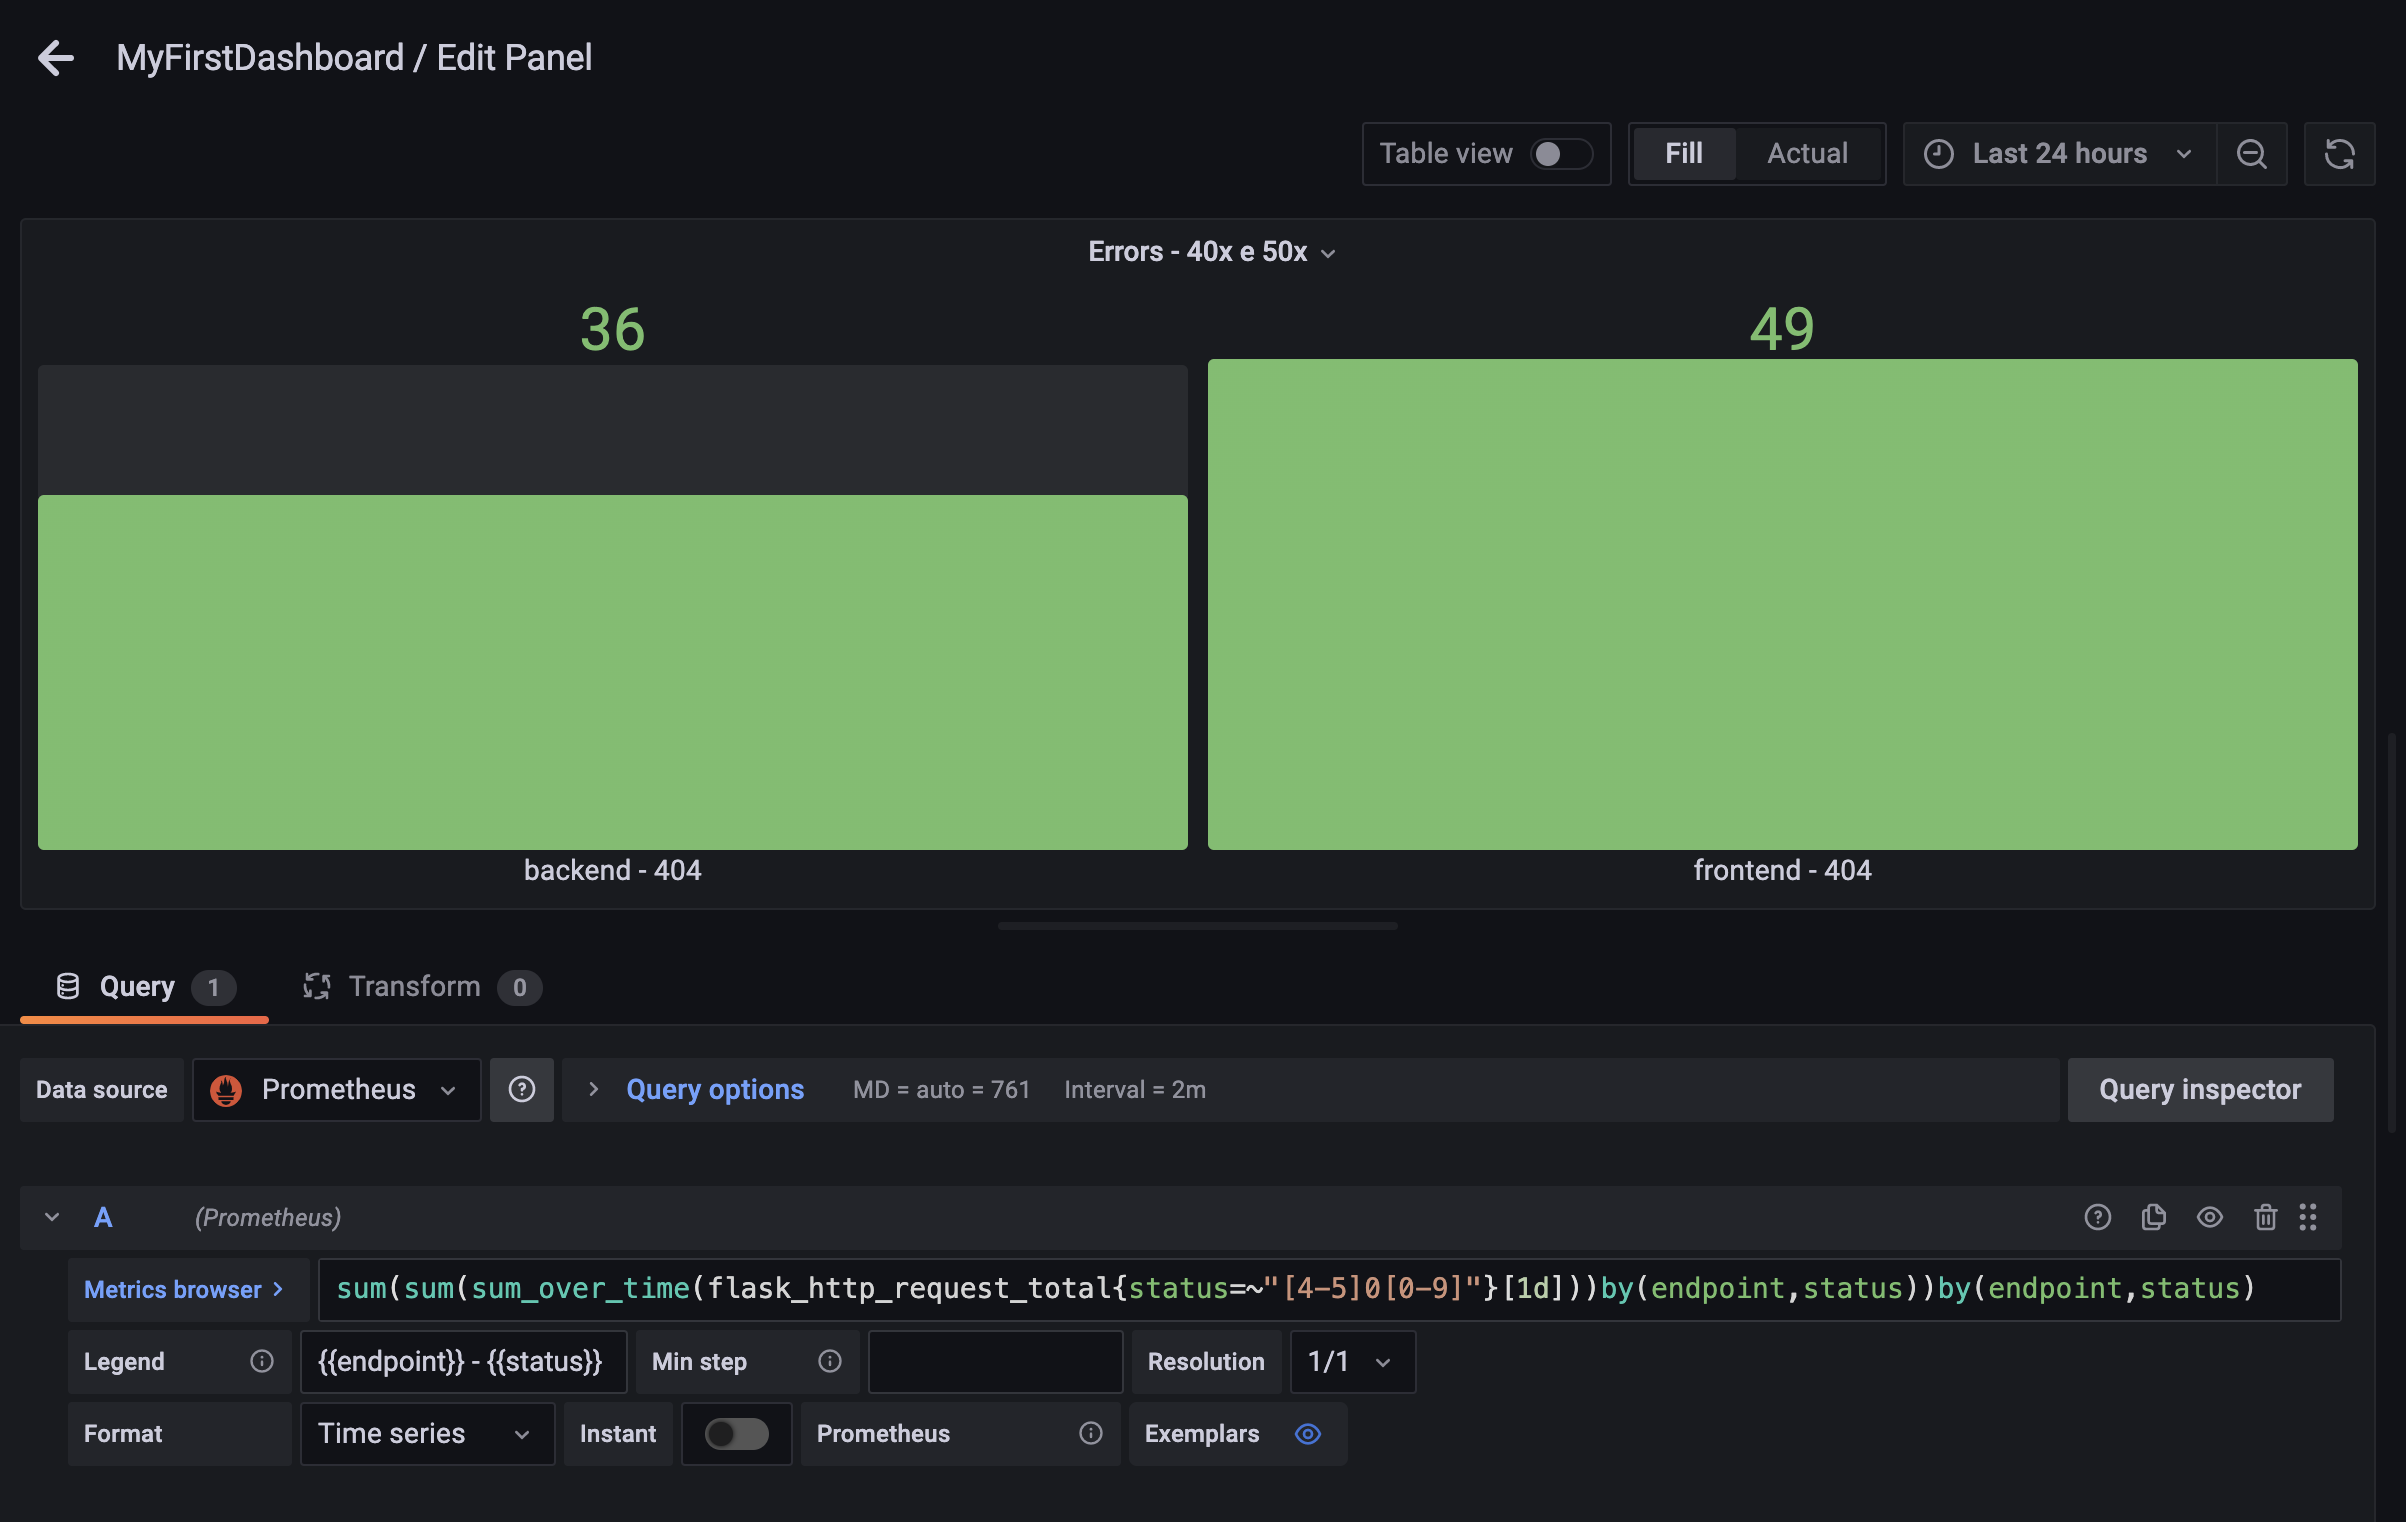 MyFirstDashboard / Edit Panel
Table view Fill Actual Last 24 hours
Errors - 40x e 50x
36 49
backend - 404 frontend - 404
Query 1 Transform 0
Data source Prometheus Query options MD = auto = 761 Interval = 2m Query inspector
A (Prometheus)
Metrics browser > sum(sum(sum_over_time(flask_http_request_total{status=~"[4-5]0[0-9]"}[1d]))by(endpoint,status))by(endpoint,status)
Legend {{endpoint}} - {{status}} Min step Resolution 1/1
Format Time series Instant Prometheus Exemplars